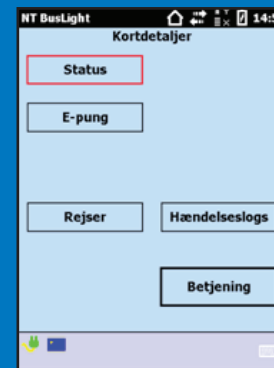 NT BusLight
Kortdetaljer
Status
E-pung
Rejser Hændelseslogs
Betjening